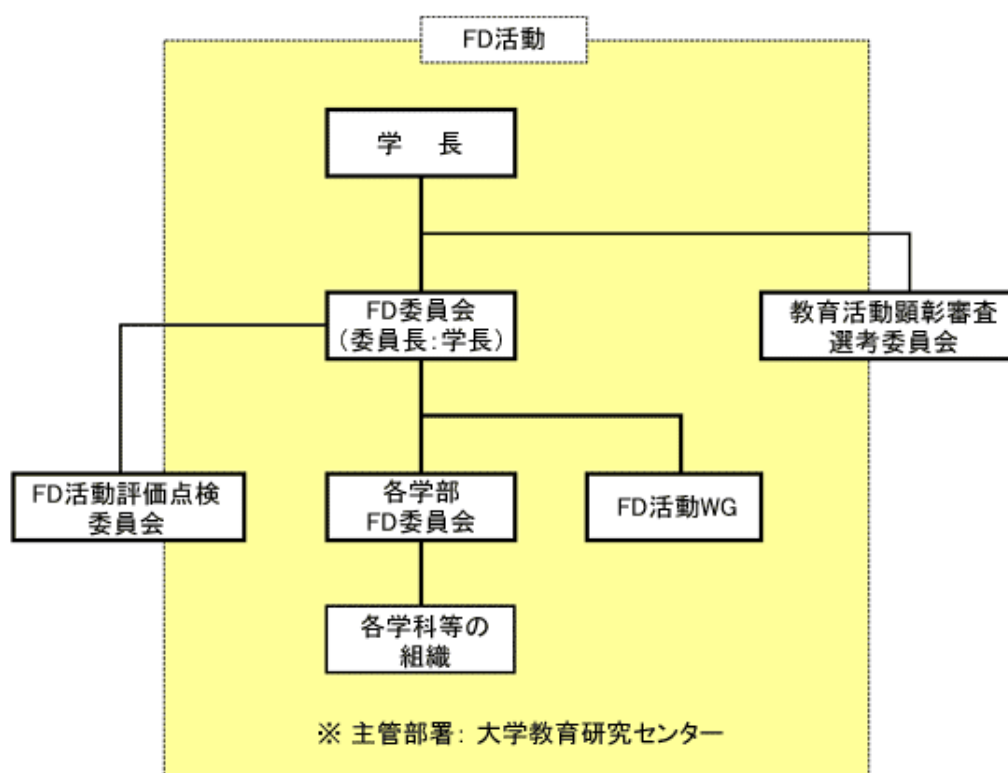 FD活動
学　長
FD委員会
（委員長：学長）
教育活動顕彰審査
選考委員会
FD活動評価点検
委員会
各学部
FD委員会
FD活動WG
各学科等の
組織
※ 主管部署： 大学教育研究センター